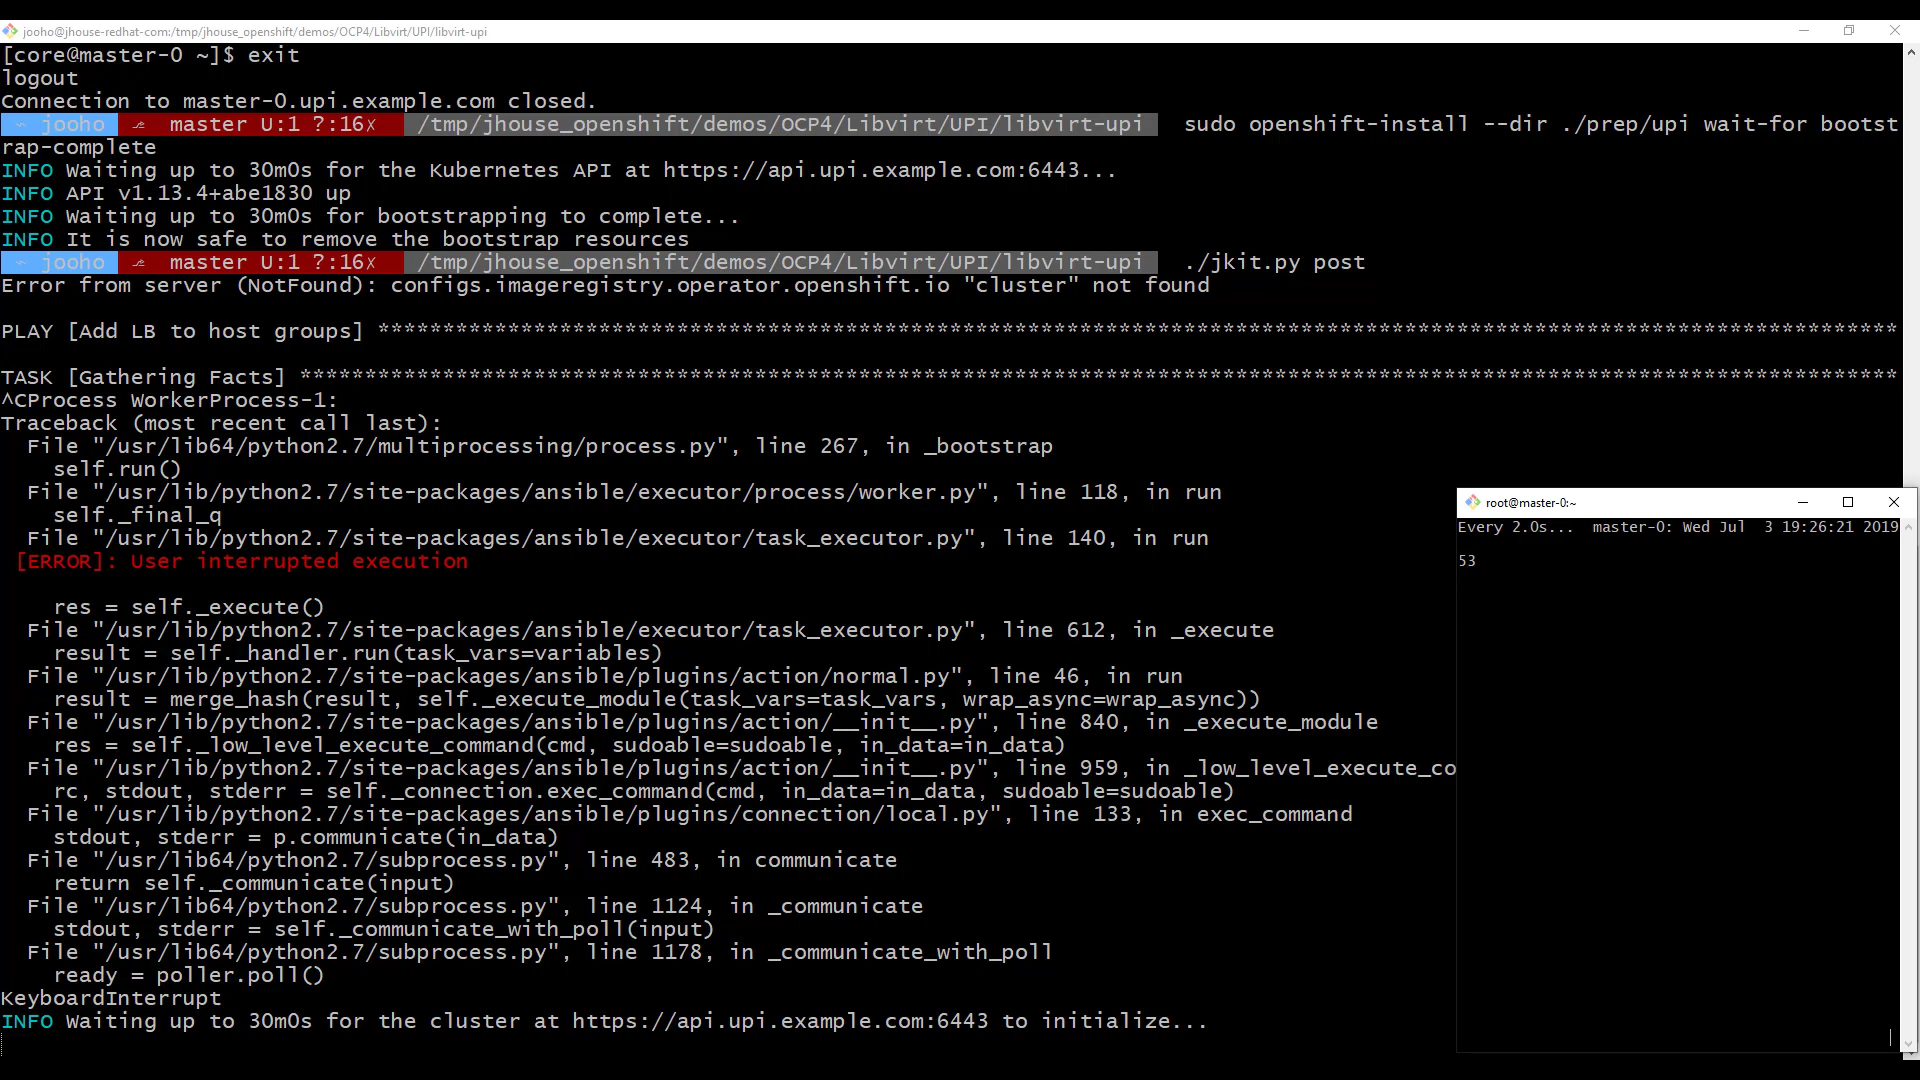 jooho@jhouse-redhat-com:/tmp/jhouse_openshift/demos/OCP4/Libvirt/UPI/libvirt-upi
[core@master-0 ~]$ exit
logout
Connection to master-0.upi.example.com closed.
~ jooho master U:1 ?:16✗ /tmp/jhouse_openshift/demos/OCP4/Libvirt/UPI/libvirt-upi sudo openshift-install --dir ./prep/upi wait-for bootst
rap-complete
INFO Waiting up to 30m0s for the Kubernetes API at https://api.upi.example.com:6443...
INFO API v1.13.4+abe1830 up
INFO Waiting up to 30m0s for bootstrapping to complete...
INFO It is now safe to remove the bootstrap resources
~ jooho master U:1 ?:16✗ /tmp/jhouse_openshift/demos/OCP4/Libvirt/UPI/libvirt-upi ./jkit.py post
Error from server (NotFound): configs.imageregistry.operator.openshift.io "cluster" not found
PLAY [Add LB to host groups] *********************************************************************************************************************
TASK [Gathering Facts] ***************************************************************************************************************************
^CProcess WorkerProcess-1:
Traceback (most recent call last):
File "/usr/lib64/python2.7/multiprocessing/process.py", line 267, in _bootstrap
self.run()
File "/usr/lib/python2.7/site-packages/ansible/executor/process/worker.py", line 118, in run
self._final_q
File "/usr/lib/python2.7/site-packages/ansible/executor/task_executor.py", line 140, in run
[ERROR]: User interrupted execution
res = self._execute()
File "/usr/lib/python2.7/site-packages/ansible/executor/task_executor.py", line 612, in _execute
result = self._handler.run(task_vars=variables)
File "/usr/lib/python2.7/site-packages/ansible/plugins/action/normal.py", line 46, in run
result = merge_hash(result, self._execute_module(task_vars=task_vars, wrap_async=wrap_async))
File "/usr/lib/python2.7/site-packages/ansible/plugins/action/__init__.py", line 840, in _execute_module
res = self._low_level_execute_command(cmd, sudoable=sudoable, in_data=in_data)
File "/usr/lib/python2.7/site-packages/ansible/plugins/action/__init__.py", line 959, in _low_level_execute_co
rc, stdout, stderr = self._connection.exec_command(cmd, in_data=in_data, sudoable=sudoable)
File "/usr/lib/python2.7/site-packages/ansible/plugins/connection/local.py", line 133, in exec_command
stdout, stderr = p.communicate(in_data)
File "/usr/lib64/python2.7/subprocess.py", line 483, in communicate
return self._communicate(input)
File "/usr/lib64/python2.7/subprocess.py", line 1124, in _communicate
stdout, stderr = self._communicate_with_poll(input)
File "/usr/lib64/python2.7/subprocess.py", line 1178, in _communicate_with_poll
ready = poller.poll()
KeyboardInterrupt
INFO Waiting up to 30m0s for the cluster at https://api.upi.example.com:6443 to initialize...
root@master-0:~
Every 2.0s... master-0: Wed Jul 3 19:26:21 2019
53